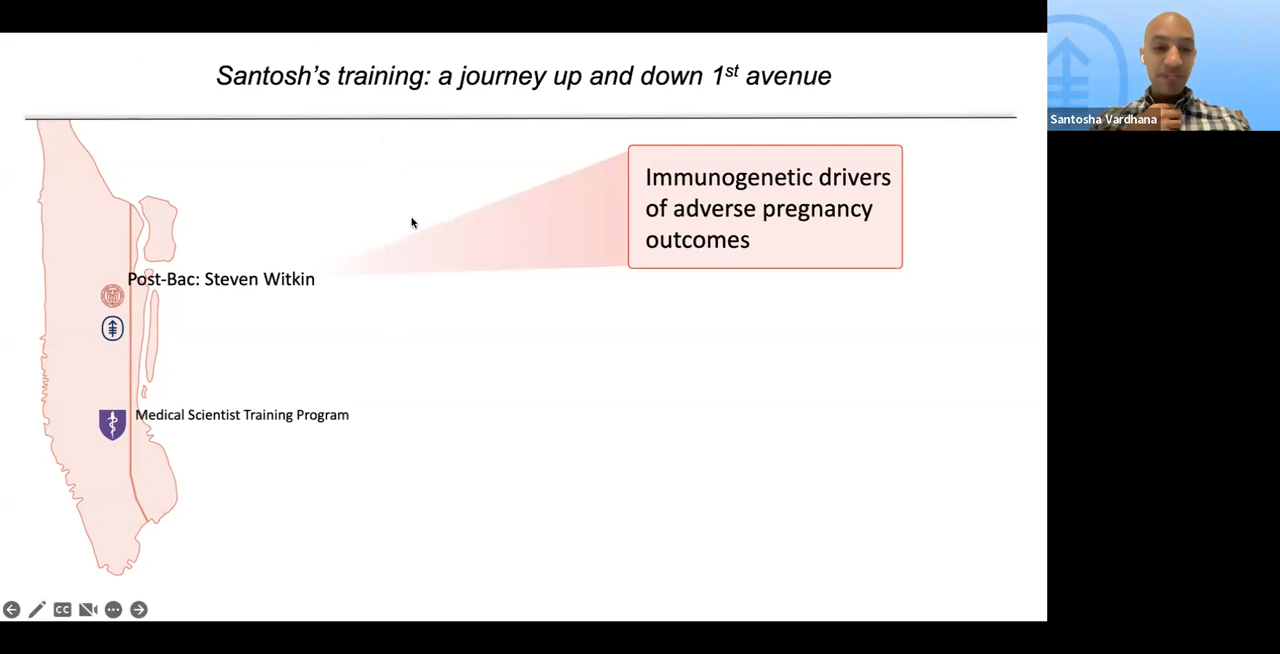 Santosh's training: a journey up and down 1st avenue
Santosha Vardhana
Immunogenetic drivers
of adverse pregnancy
outcomes
Post-Bac: Steven Witkin
Medical Scientist Training Program
CC